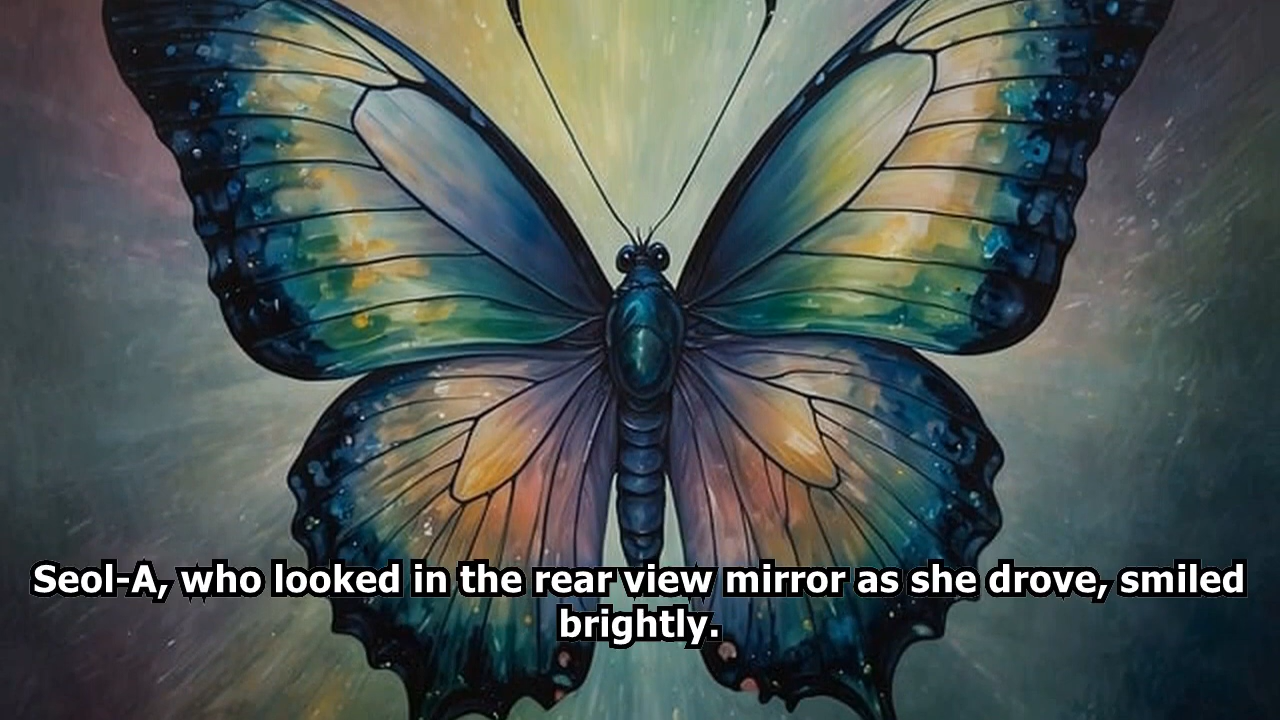 Seol-A, who looked in the rear view mirror as she drove, smiled
brightly.